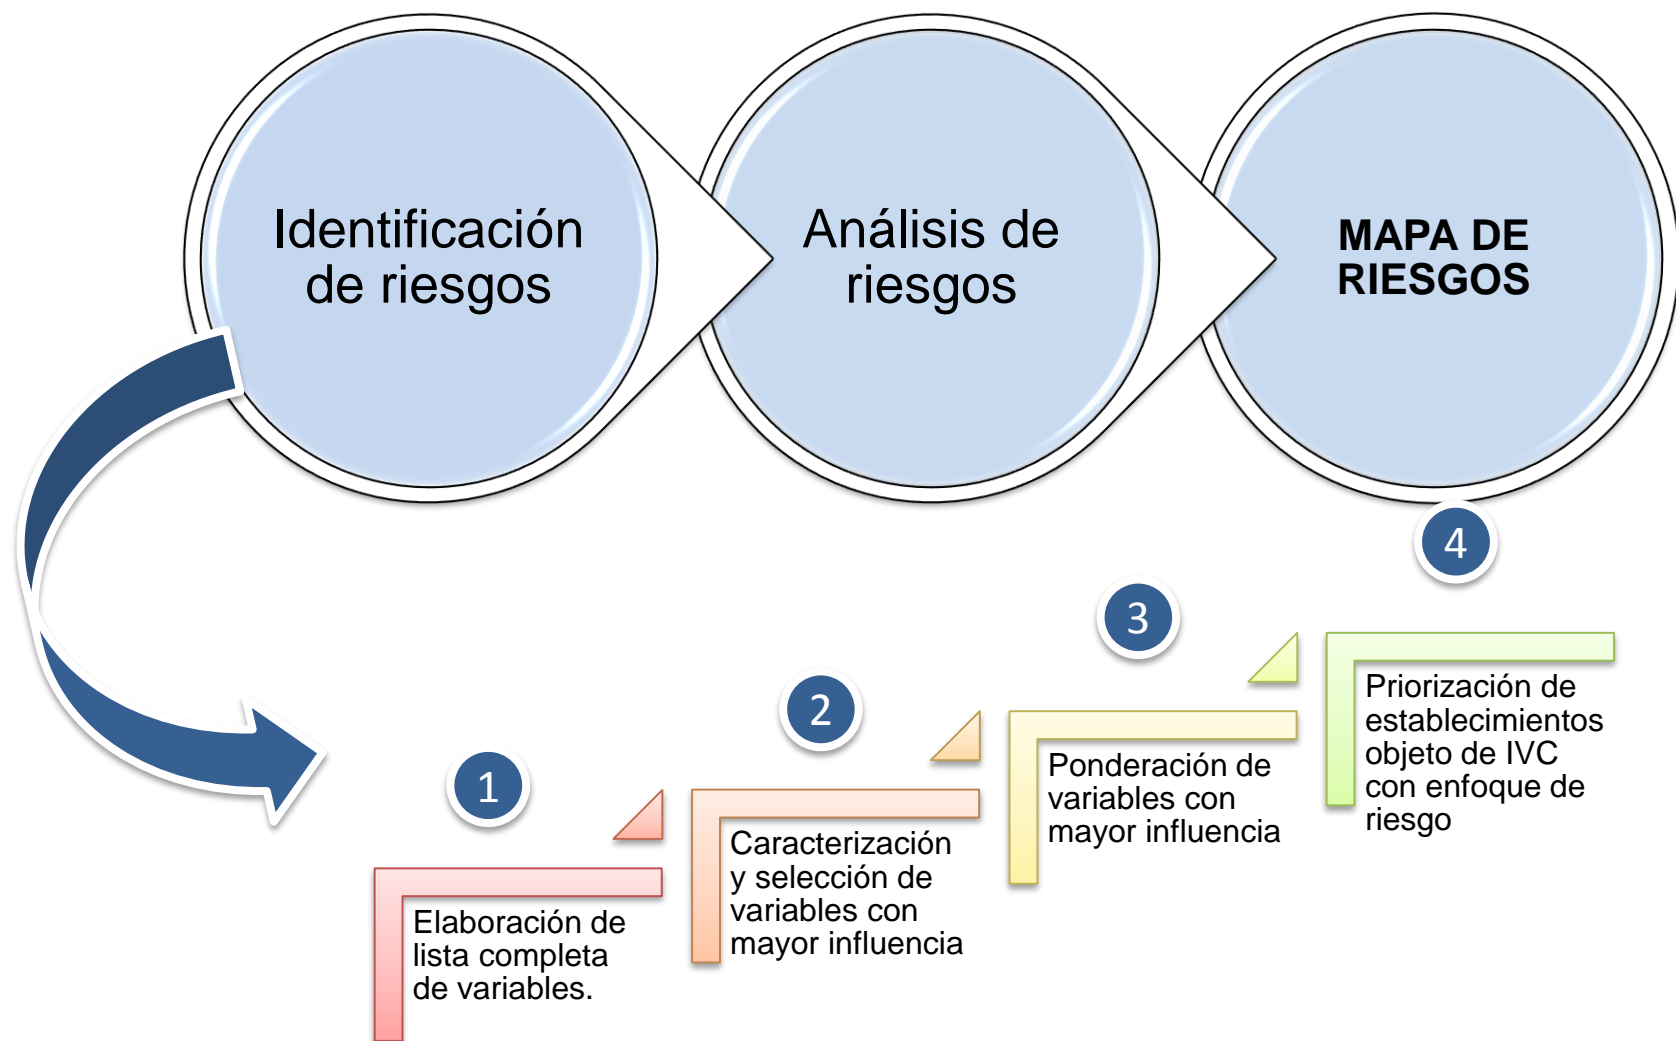 Identificación
de riesgos
Análisis de
riesgos
MAPA DE
RIESGOS
1
Elaboración de
lista completa
de variables.
2
Caracterización
y selección de
variables con
mayor influencia
3
Ponderación de
variables con
mayor influencia
4
Priorización de
establecimientos
objeto de IVC
con enfoque de
riesgo